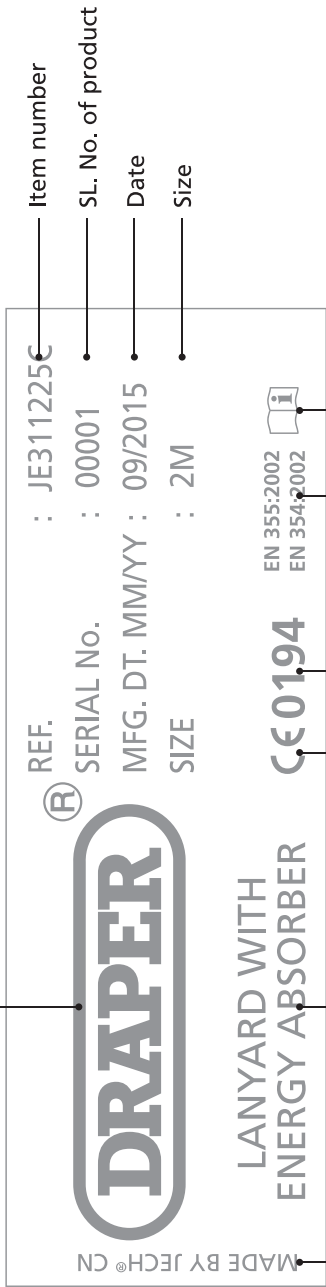 DRAPER®
REF. : JE311225C
SERIAL No. : 00001
MFG. DT. MM/YY : 09/2015
SIZE : 2M
LANYARD WITH
ENERGY ABSORBER
CE 0194
EN 355:2002
EN 354:2002
i
MADE BY JECH® CN
Item number
SL. No. of product
Date
Size